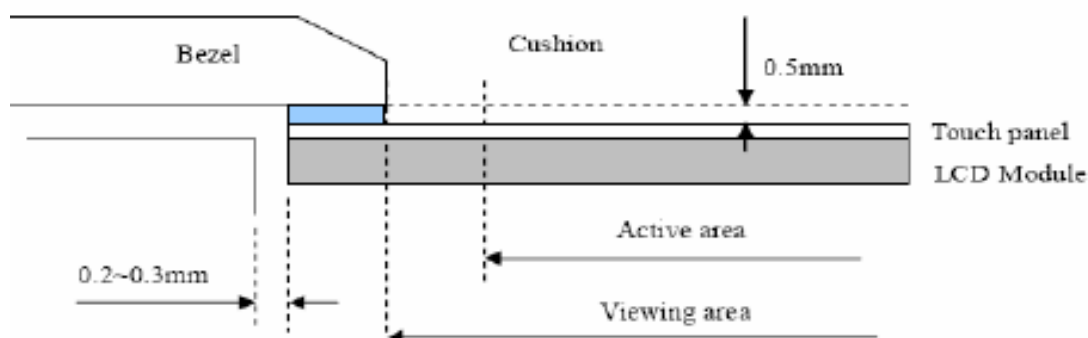 Cushion
Bezel
0.5mm
Touch panel
LCD Module
Active area
0.2~0.3mm
Viewing area